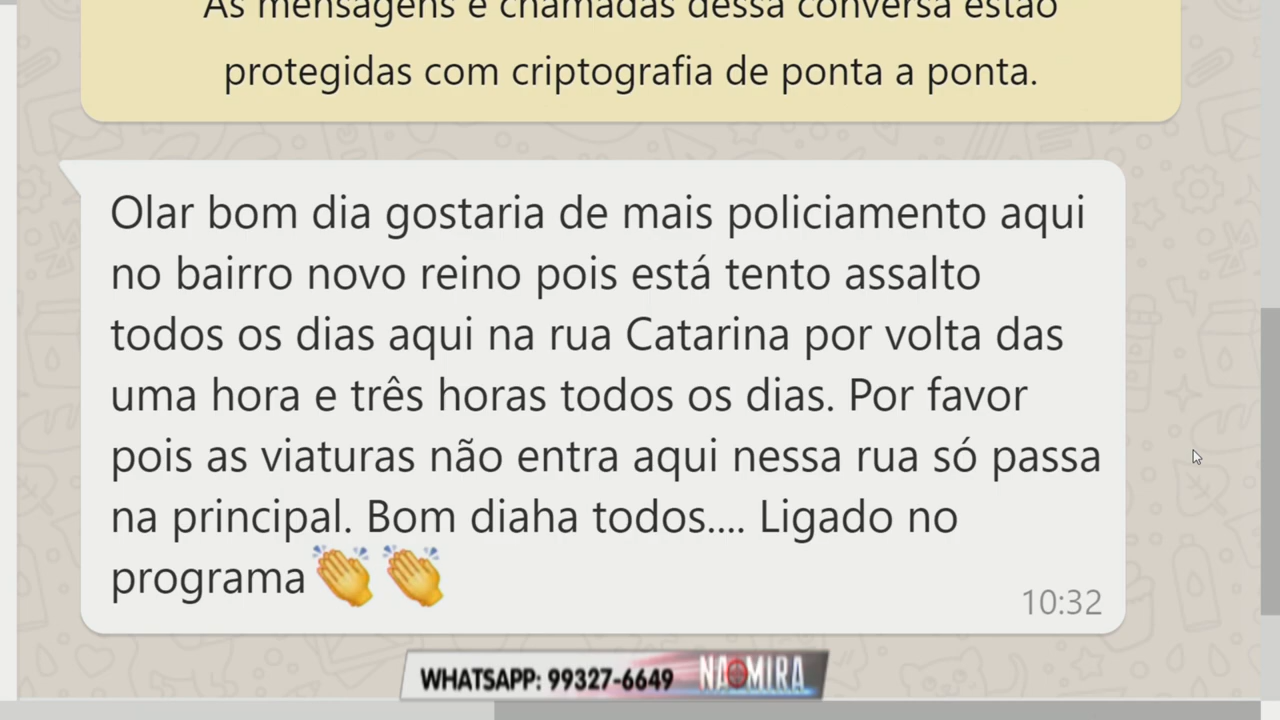 As mensagens e chamadas dessa conversa estão
protegidas com criptografia de ponta a ponta.
Olar bom dia gostaria de mais policiamento aqui
no bairro novo reino pois está tento assalto
todos os dias aqui na rua Catarina por volta das
uma hora e três horas todos os dias. Por favor
pois as viaturas não entra aqui nessa rua só passa
na principal. Bom diaha todos.... Ligado no
programa👏👏
10:32
WHATSAPP: 99327-6649 NA MIRA